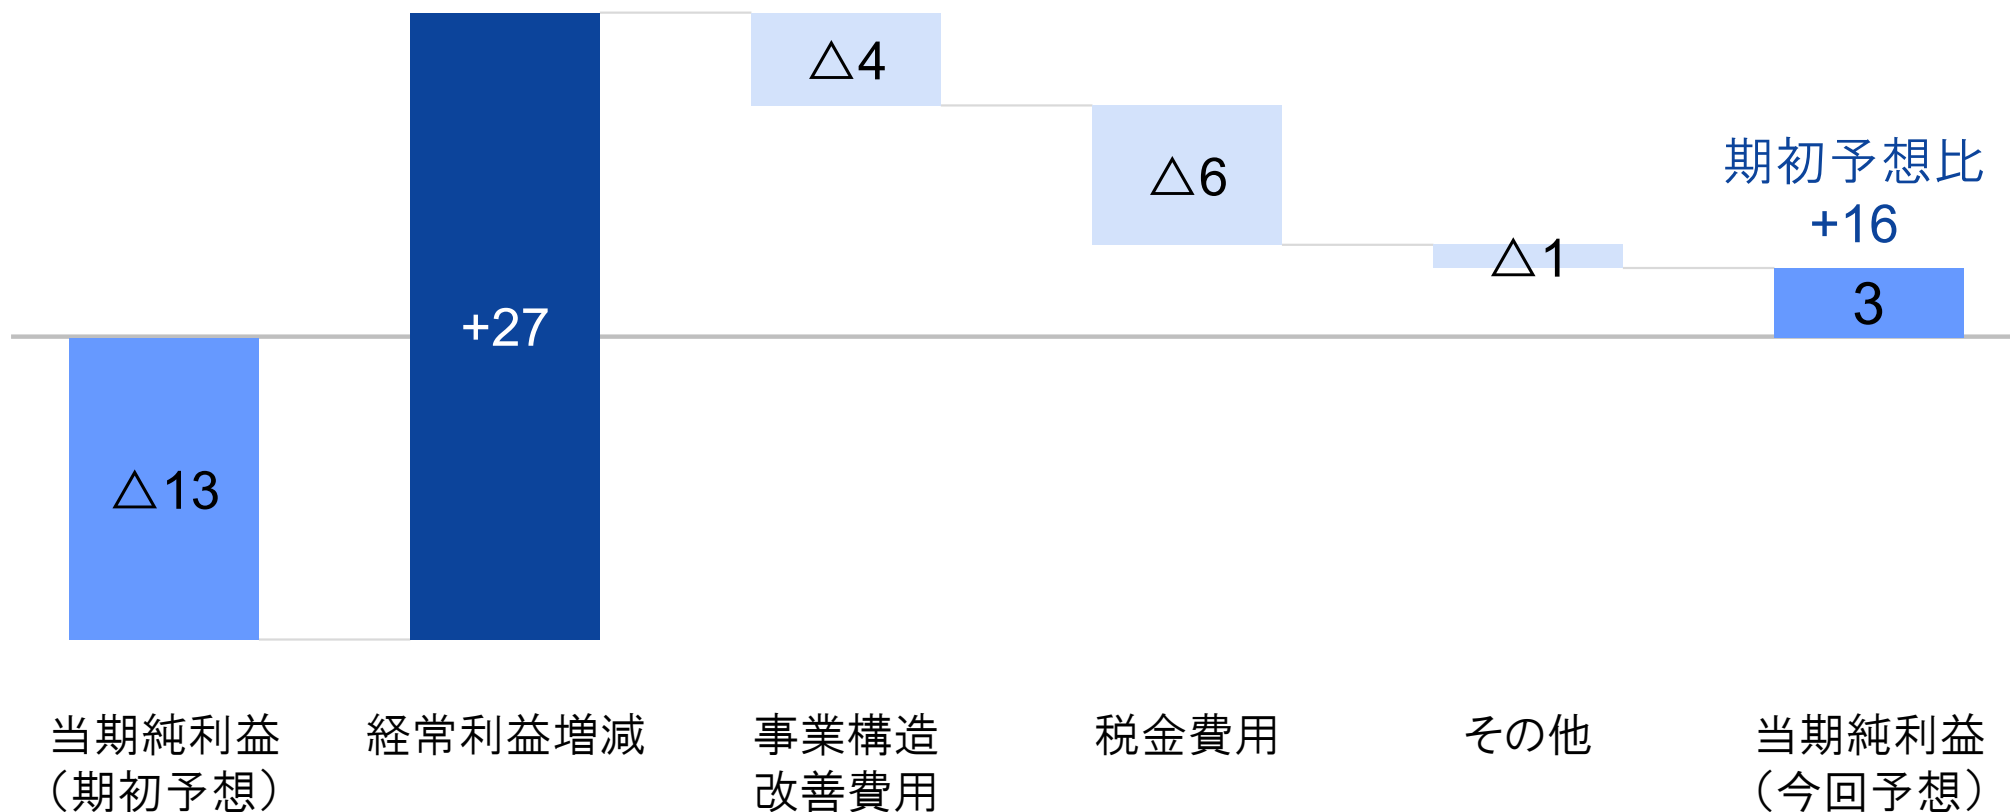 △4
期初予想比
△6
+16
△1
3
+27
△13
当期純利益
（期初予想）
経常利益増減
事業構造
改善費用
税金費用
その他
当期純利益
（今回予想）